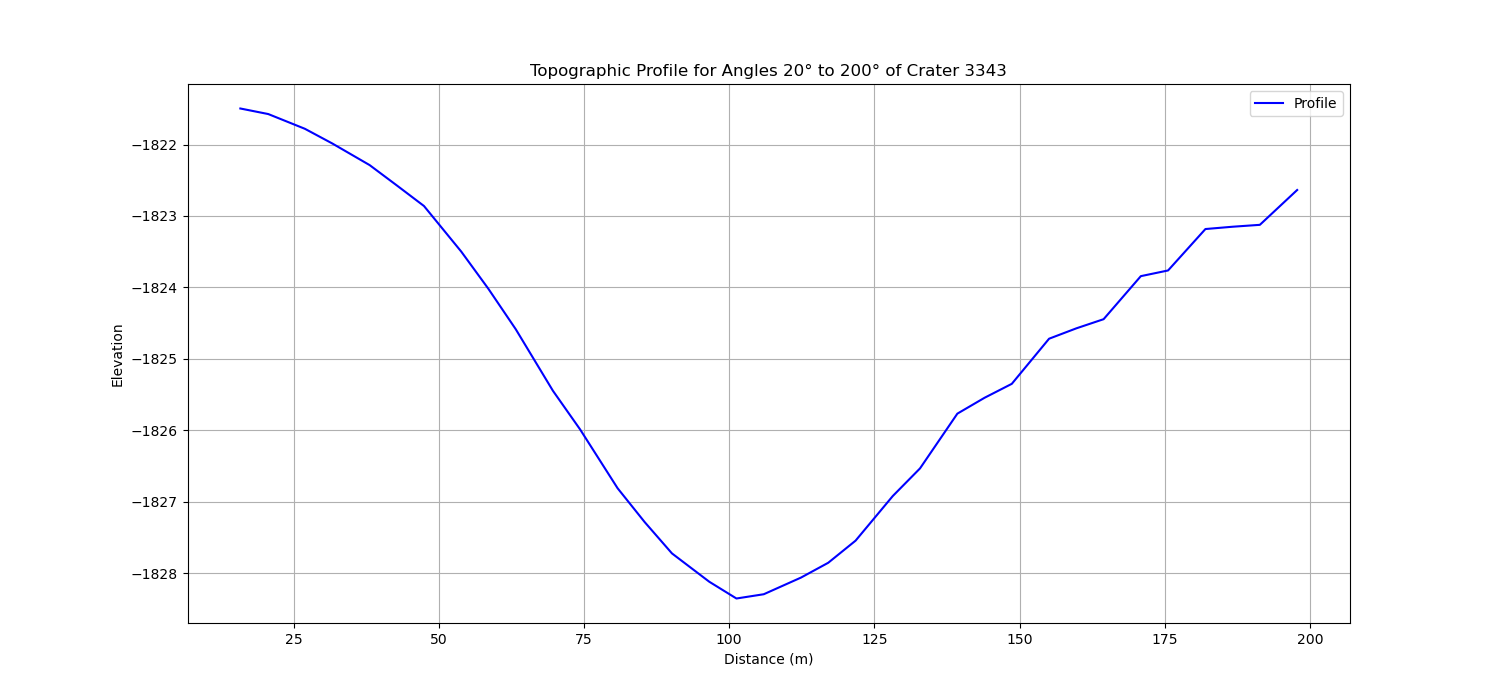 Topographic Profile for Angles 20° to 200° of Crater 3343
Profile
−1822
−1823
−1824
−1825
−1826
−1827
−1828
Elevation
25 50 75 100 125 150 175 200
Distance (m)